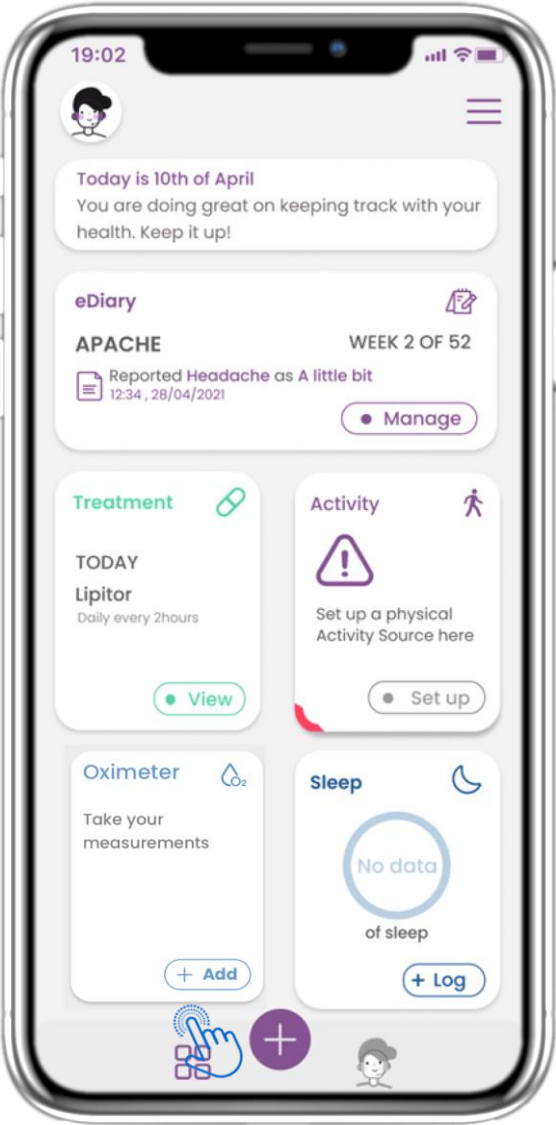 19:02
Today is 10th of April
You are doing great on keeping track with your
health. Keep it up!
eDiary
APACHE
WEEK 2 OF 52
Reported Headache as A little bit
12:34 , 28/04/2021
Manage
Treatment
TODAY
Lipitor
Daily every 2hours
View
Activity
Set up a physical
Activity Source here
Set up
Oximeter
O2
Take your
measurements
+ Add
Sleep
No data
of sleep
+ Log